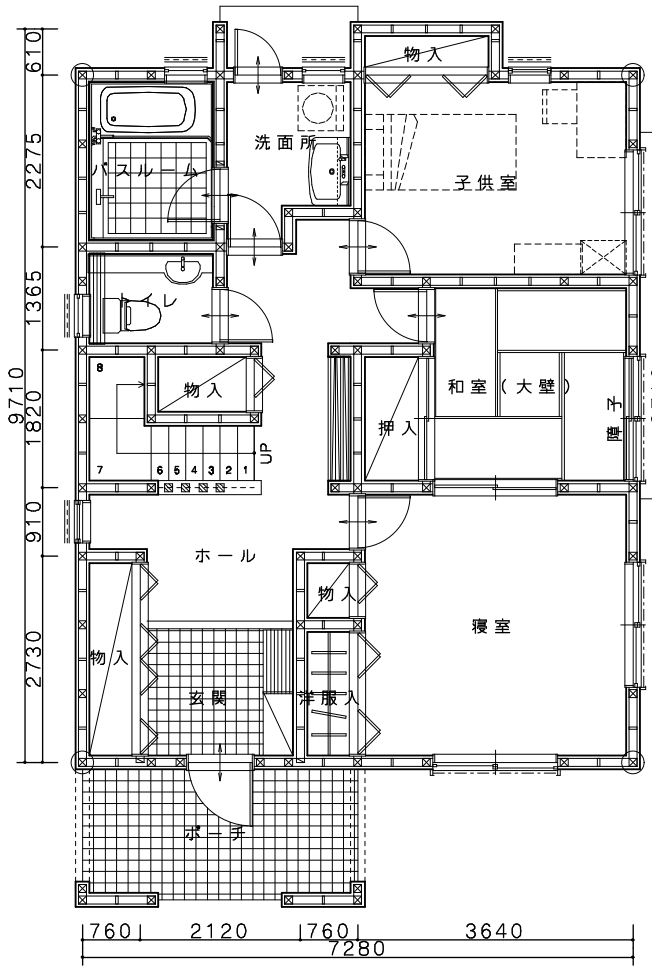 610
物入
2275
洗面所
バスルーム
子供室
1365
トイレ
9710
1820
8
物入
和室(大壁)
障子
押入
UP
7 6 5 4 3 2 1
910
ホール
物入
寝室
2730
物入
玄関
洋服入
ポーチ
760 2120 760 3640
7280